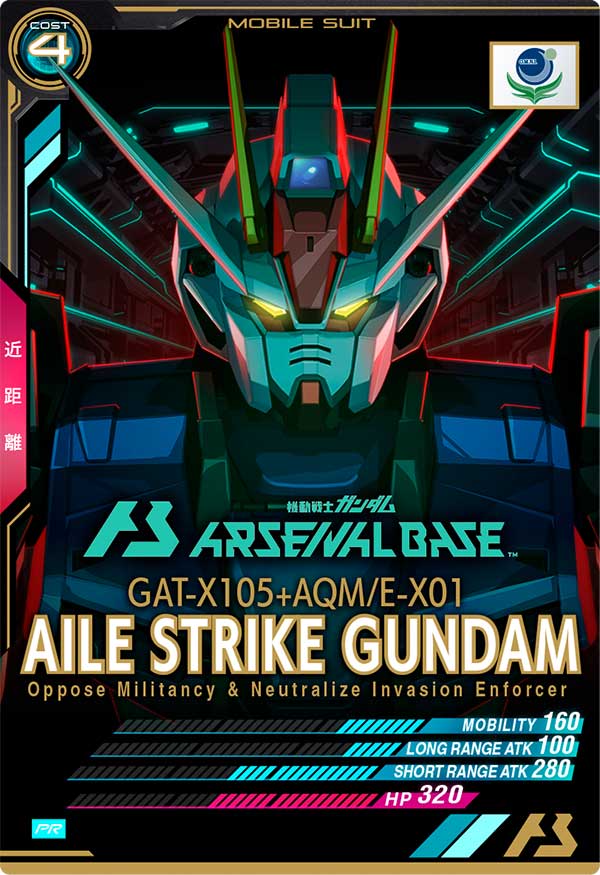 COST
4
MOBILE SUIT
O.M.N.I.
近距離
機動戦士ガンダム
ARSENAL BASE™
GAT-X105+AQM/E-X01
AILE STRIKE GUNDAM
Oppose Militancy & Neutralize Invasion Enforcer
MOBILITY 160
LONG RANGE ATK 100
SHORT RANGE ATK 280
HP 320
PR